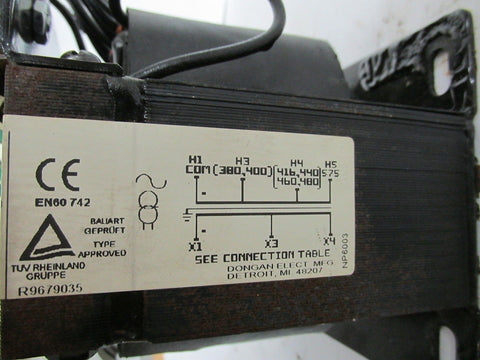 CE
EN60 742
BAUART
GEPRÜFT
TYPE
APPROVED
TUV RHEINLAND
GRUPPE
R9679035
H1 H3 H4 H5
COM (380,400) (416,440 575
460,480)
X1 X3 X4
SEE CONNECTION TABLE
DONGAN ELECT. MFG
DETROIT, MI. 48207
NP6003